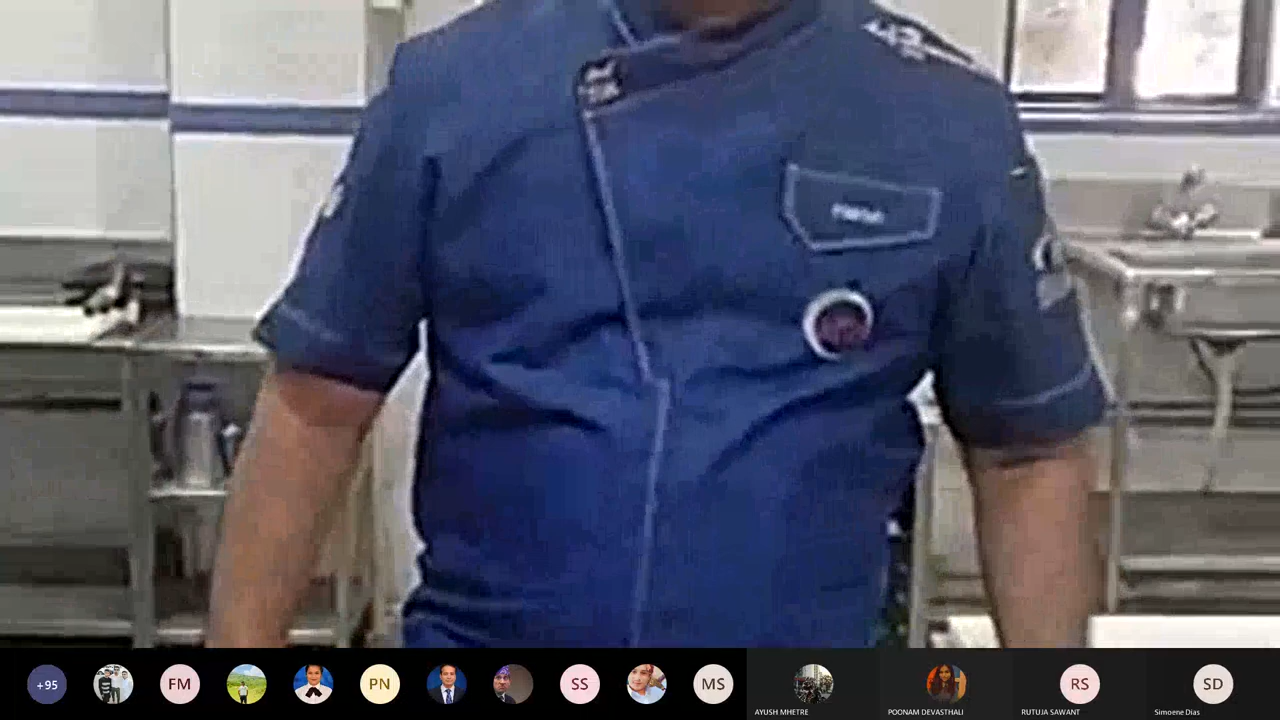 +95
FM
PN
SS
MS
RS
SD
AYUSH MHETRE
POONAM DEVASTHALI
RUTUJA SAWANT
Simoene Dias